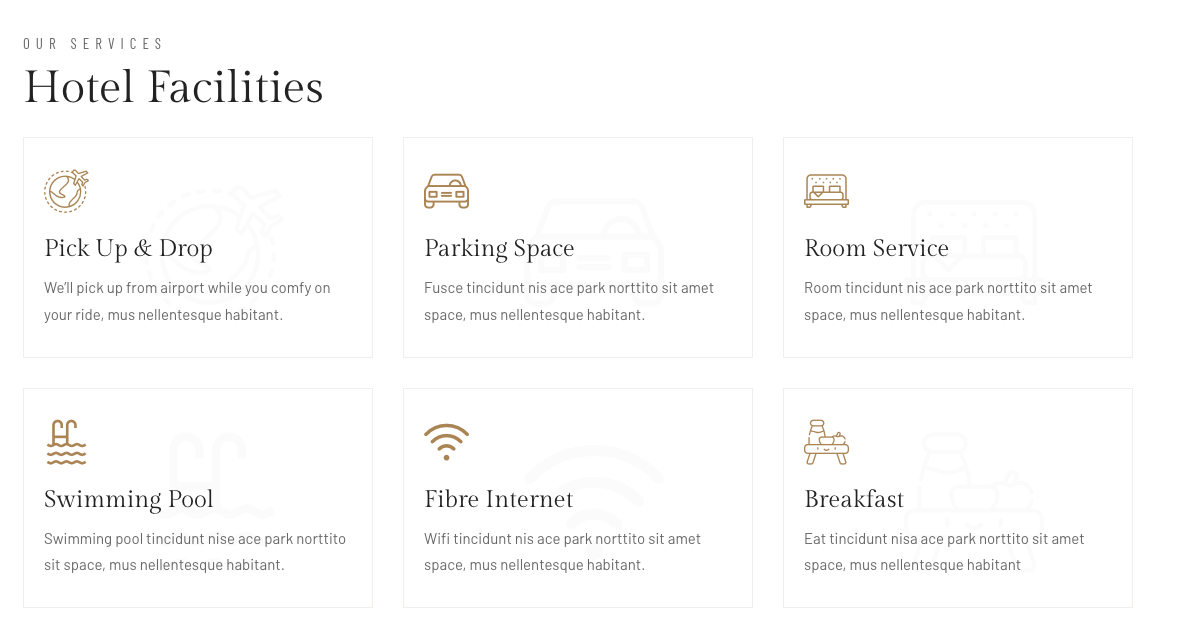 OUR SERVICES
Hotel Facilities
Pick Up & Drop
We'll pick up from airport while you comfy on
your ride, mus nellentesque habitant.
Parking Space
Fusce tincidunt nis ace park norttito sit amet
space, mus nellentesque habitant.
Room Service
Room tincidunt nis ace park norttito sit amet
space, mus nellentesque habitant.
Swimming Pool
Swimming pool tincidunt nise ace park norttito
sit space, mus nellentesque habitant.
Fibre Internet
Wifi tincidunt nis ace park norttito sit amet
space, mus nellentesque habitant.
Breakfast
Eat tincidunt nisa ace park norttito sit amet
space, mus nellentesque habitant